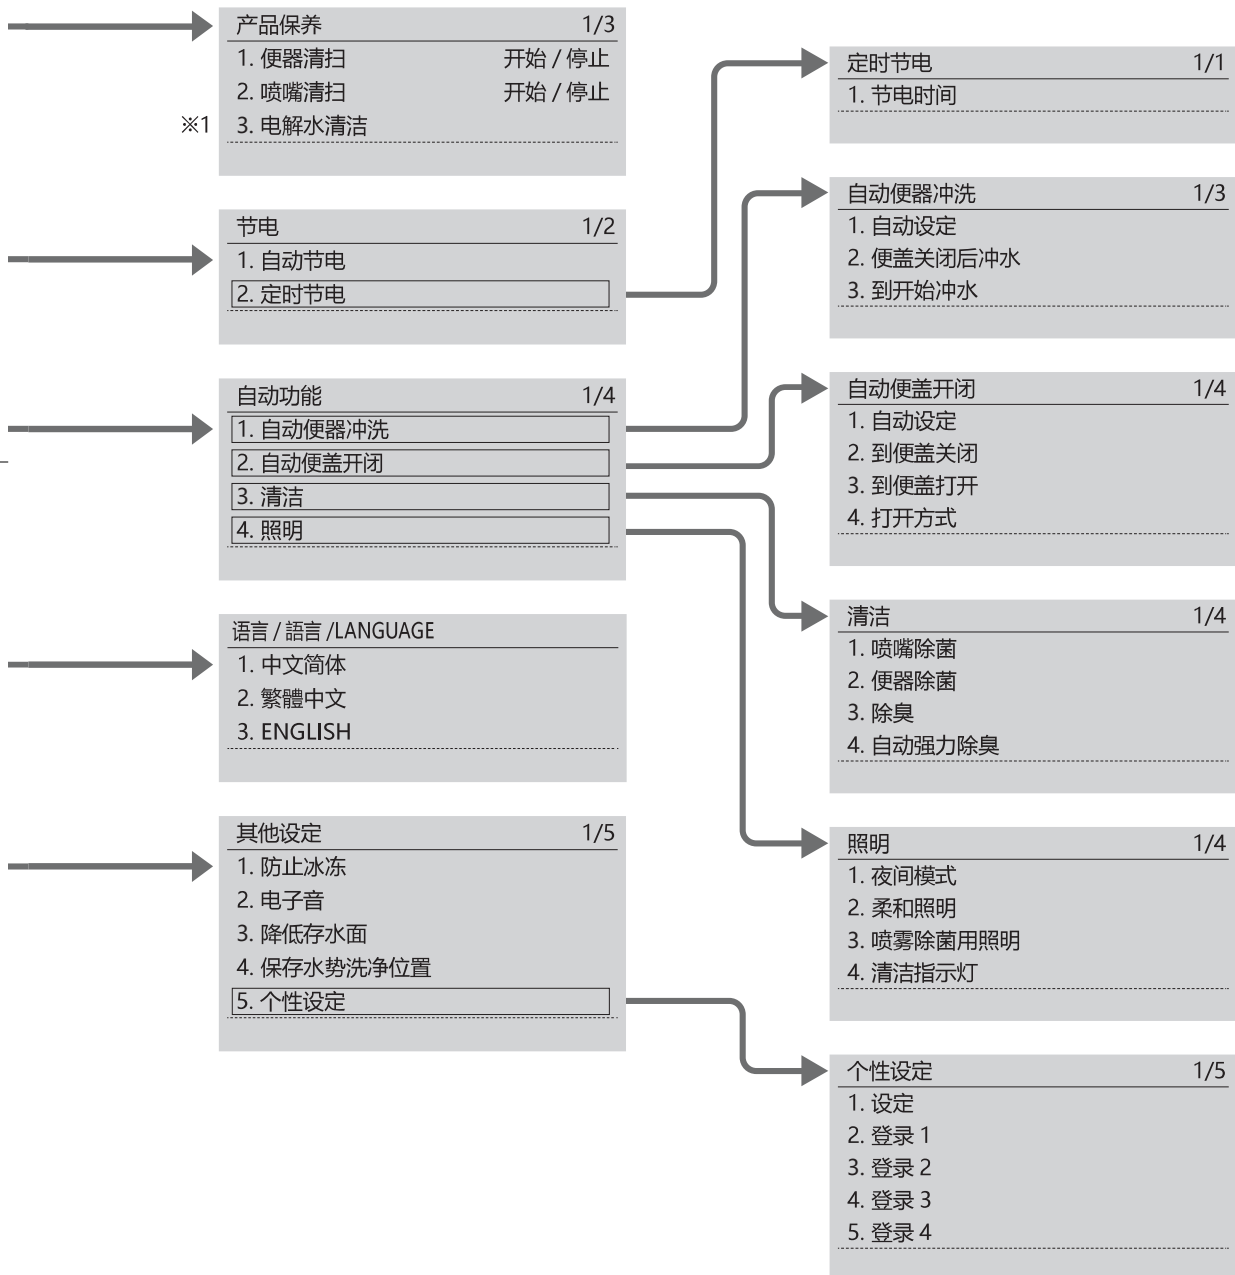 产品保养 1/3
1. 便器清扫 开始 / 停止
2. 喷嘴清扫 开始 / 停止
※1 3. 电解水清洁
节电 1/2
1. 自动节电
2. 定时节电
自动功能 1/4
1. 自动便器冲洗
2. 自动便盖开闭
3. 清洁
4. 照明
语言 / 語言 /LANGUAGE
1. 中文简体
2. 繁體中文
3. ENGLISH
其他设定 1/5
1. 防止冰冻
2. 电子音
3. 降低存水面
4. 保存水势洗净位置
5. 个性设定
定时节电 1/1
1. 节电时间
自动便器冲洗 1/3
1. 自动设定
2. 便盖关闭后冲水
3. 到开始冲水
自动便盖开闭 1/4
1. 自动设定
2. 到便盖关闭
3. 到便盖打开
4. 打开方式
清洁 1/4
1. 喷嘴除菌
2. 便器除菌
3. 除臭
4. 自动强力除臭
照明 1/4
1. 夜间模式
2. 柔和照明
3. 喷雾除菌用照明
4. 清洁指示灯
个性设定 1/5
1. 设定
2. 登录 1
3. 登录 2
4. 登录 3
5. 登录 4